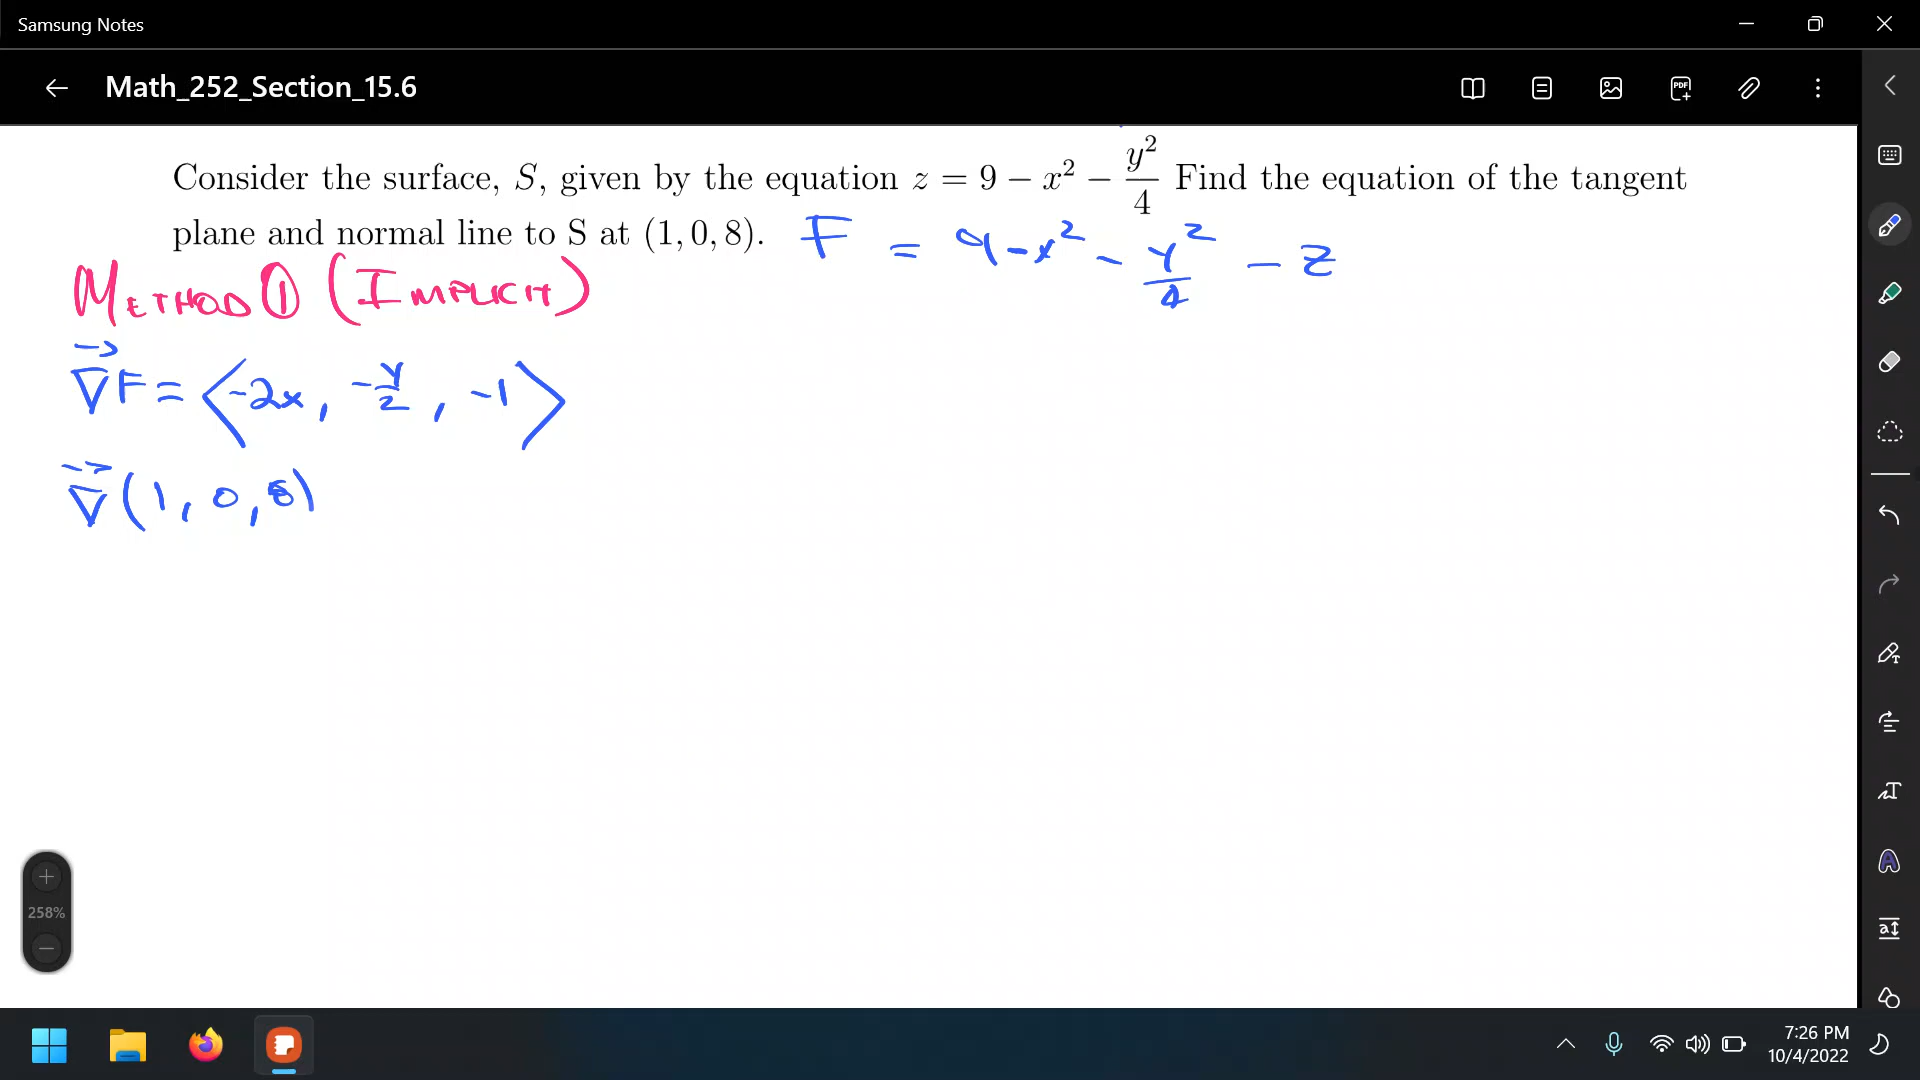 Samsung Notes
Math_252_Section_15.6
Consider the surface, S, given by the equation z = 9 − x² − y²/4 Find the equation of the tangent
plane and normal line to S at (1, 0, 8). F = 9 - x² - y²/4 - z
METHOD ① (IMPLICIT)
∇⃗F = ⟨-2x, -y/2, -1⟩
∇⃗(1, 0, 8)
258%
7:26 PM
10/4/2022